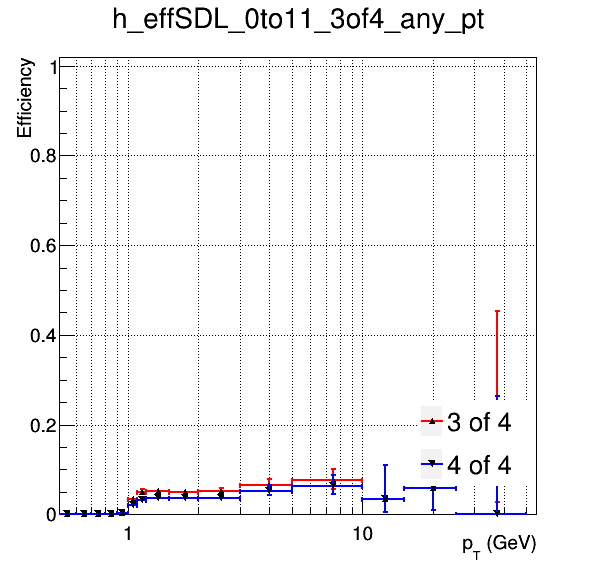 h_effSDL_0to11_3of4_any_pt
Efficiency
1
0.8
0.6
0.4
0.2
0
3 of 4
4 of 4
1
10
p_T (GeV)